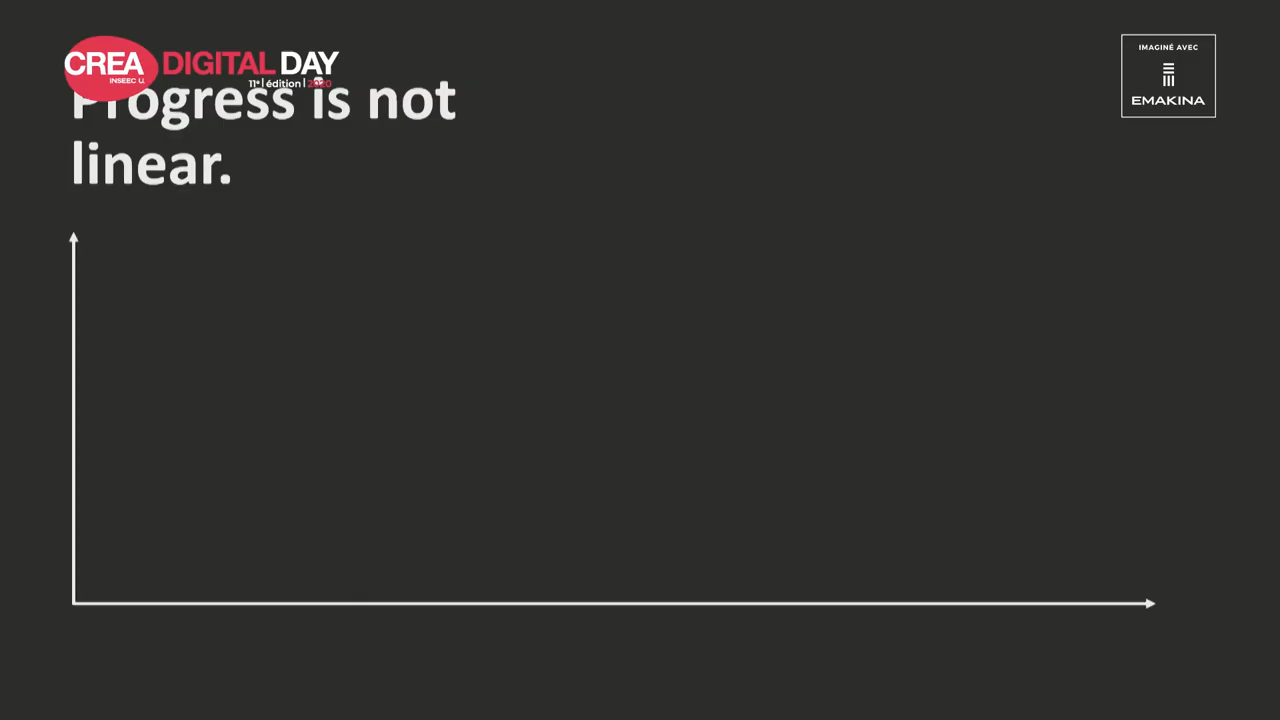 CREA DIGITAL DAY
INSEEC U.
11e | édition | 2020
Progress is not
linear.
IMAGINÉ AVEC
EMAKINA